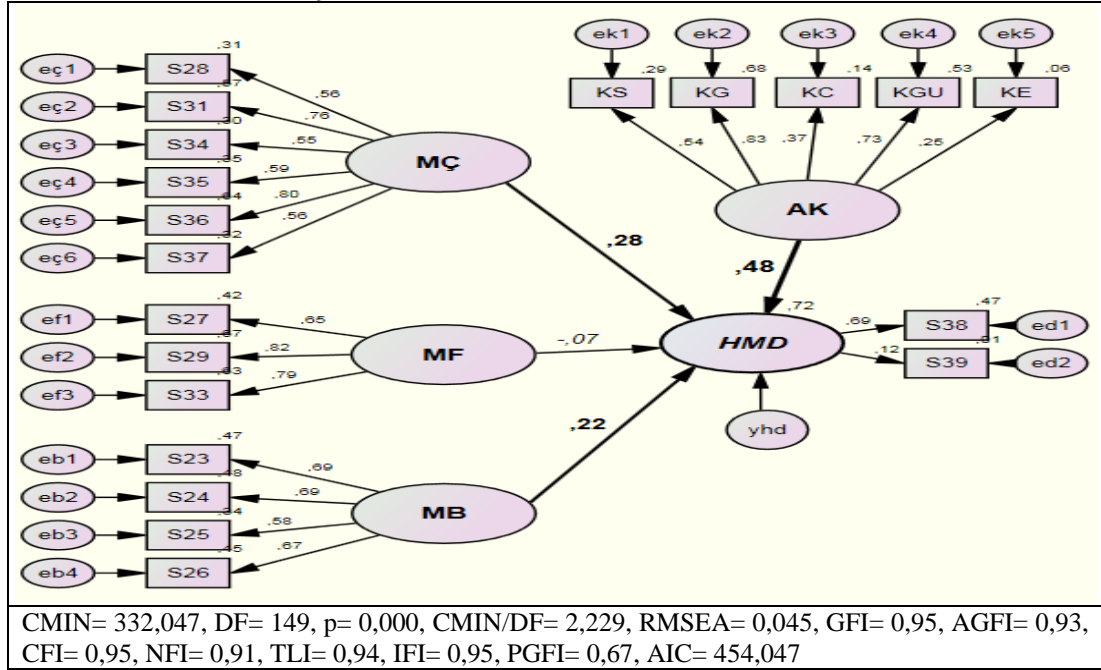 ek1 ek2 ek3 ek4 ek5
,29 ,68 ,14 ,53 ,06
KS KG KC KGU KE
,54 ,83 ,37 ,73 ,25
AK
,48
,31
eç1 S28 ,56
,57
eç2 S31 ,76
,30
eç3 S34 ,55
,35
eç4 S35 ,59
,64
eç5 S36 ,80
,32
eç6 S37 ,56
MÇ
,28
,42
ef1 S27 ,65
,67
ef2 S29 ,82
,63
ef3 S33 ,79
MF
-,07
HMD
,72
,47
,69 S38 ed1
,01
,12 S39 ed2
yhd
,22
,47
eb1 S23 ,69
,48
eb2 S24 ,69
,34
eb3 S25 ,58
,45
eb4 S26 ,67
MB
CMIN= 332,047, DF= 149, p= 0,000, CMIN/DF= 2,229, RMSEA= 0,045, GFI= 0,95, AGFI= 0,93,
CFI= 0,95, NFI= 0,91, TLI= 0,94, IFI= 0,95, PGFI= 0,67, AIC= 454,047